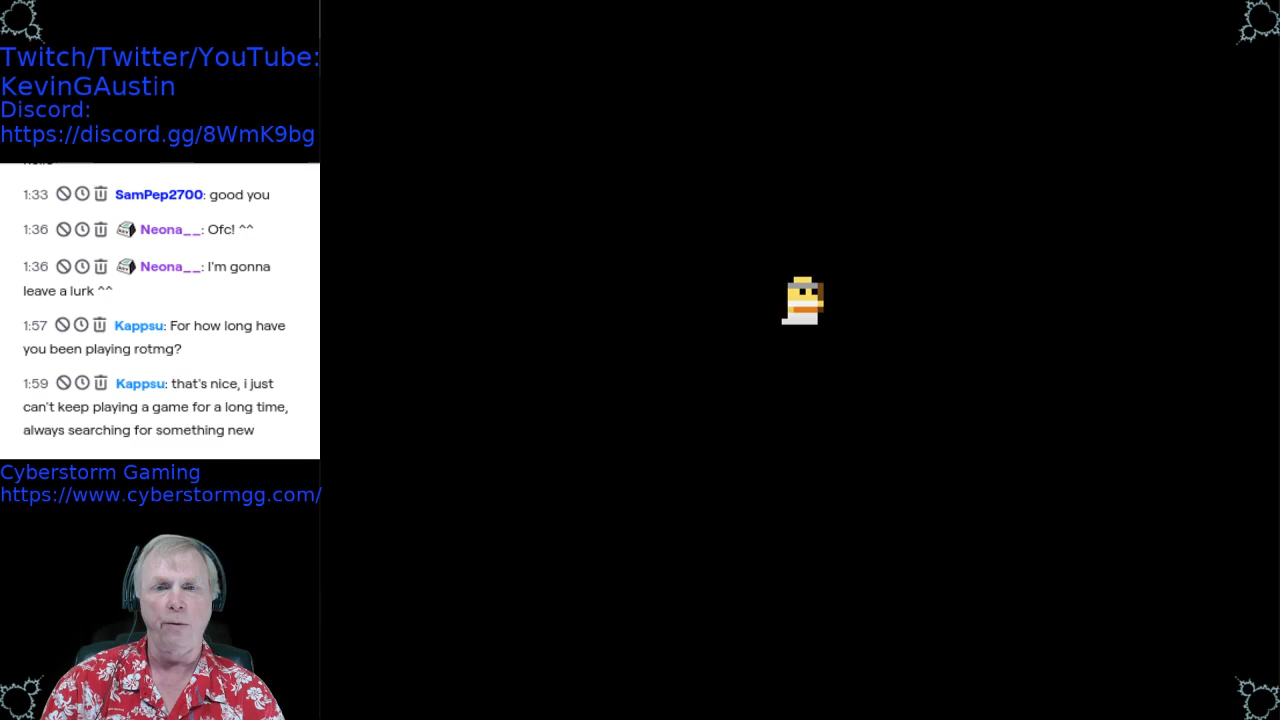 Twitch/Twitter/YouTube:
KevinGAustin
Discord:
https://discord.gg/8WmK9bg
1:33 SamPep2700: good you
1:36 Neona__: Ofc! ^^
1:36 Neona__: I'm gonna
leave a lurk ^^
1:57 Kappsu: For how long have
you been playing rotmg?
1:59 Kappsu: that's nice, i just
can't keep playing a game for a long time,
always searching for something new
Cyberstorm Gaming
https://www.cyberstormgg.com/